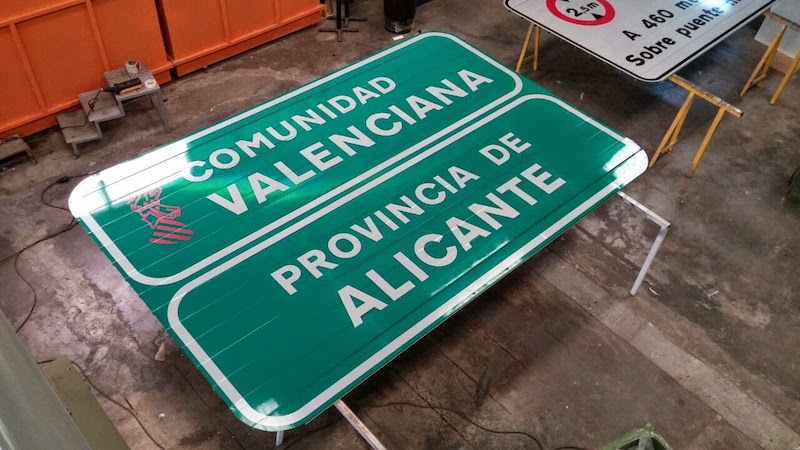 COMUNIDAD
VALENCIANA
PROVINCIA DE
ALICANTE
2,5m
A 460 m
Sobre puente